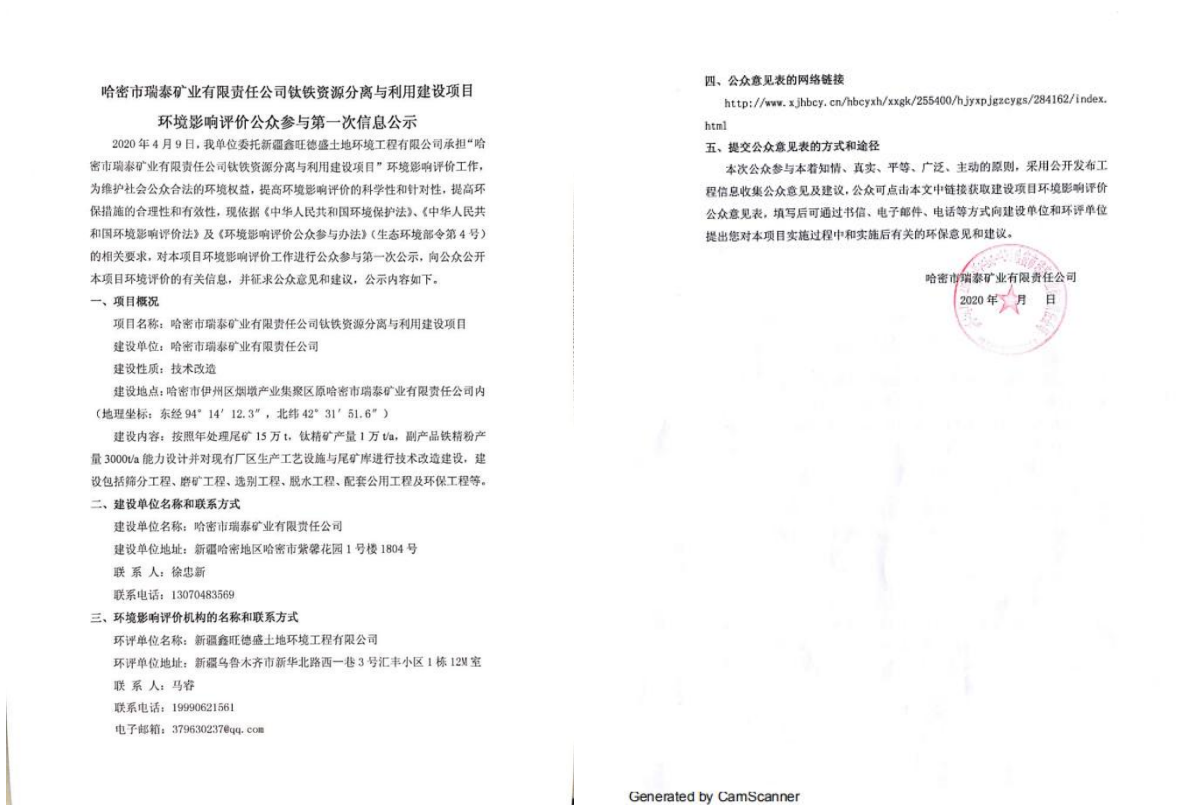 哈密市瑞泰矿业有限责任公司钛铁资源分离与利用建设项目
环境影响评价公众参与第一次信息公示
2020 年 4 月 9 日，我单位委托新疆鑫旺德盛土地环境工程有限公司承担“哈
密市瑞泰矿业有限责任公司钛铁资源分离与利用建设项目”环境影响评价工作，
为维护社会公众合法的环境权益，提高环境影响评价的科学性和针对性，提高环
保措施的合理性和有效性，现依据《中华人民共和国环境保护法》、《中华人民共
和国环境影响评价法》及《环境影响评价公众参与办法》（生态环境部令第 4 号）
的相关要求，对本项目环境影响评价工作进行公众参与第一次公示，向公众公开
本项目环境评价的有关信息，并征求公众意见和建议，公示内容如下。
一、项目概况
项目名称：哈密市瑞泰矿业有限责任公司钛铁资源分离与利用建设项目
建设单位：哈密市瑞泰矿业有限责任公司
建设性质：技术改造
建设地点：哈密市伊州区烟墩产业集聚区原哈密市瑞泰矿业有限责任公司内
（地理坐标：东经 94° 14′ 12.3″，北纬 42° 31′ 51.6″）
建设内容：按照年处理尾矿 15 万 t，钛精矿产量 1 万 t/a，副产品铁精粉产
量 3000t/a 能力设计并对现有厂区生产工艺设施与尾矿库进行技术改造建设，建
设包括筛分工程、磨矿工程、选别工程、脱水工程、配套公用工程及环保工程等。
二、建设单位名称和联系方式
建设单位名称：哈密市瑞泰矿业有限责任公司
建设单位地址：新疆哈密地区哈密市紫馨花园 1 号楼 1804 号
联 系 人：徐忠新
联系电话：13070483569
三、环境影响评价机构的名称和联系方式
环评单位名称：新疆鑫旺德盛土地环境工程有限公司
环评单位地址：新疆乌鲁木齐市新华北路西一巷 3 号汇丰小区 1 栋 12M 室
联 系 人：马睿
联系电话：19990621561
电子邮箱：379630237@qq.com
四、公众意见表的网络链接
http://www.xjhbcy.cn/hbcyxh/xxgk/255400/hjyxpjgzcygs/284162/index.
html
五、提交公众意见表的方式和途径
本次公众参与本着知情、真实、平等、广泛、主动的原则，采用公开发布工
程信息收集公众意见及建议，公众可点击本文中链接获取建设项目环境影响评价
公众意见表，填写后可通过书信、电子邮件、电话等方式向建设单位和环评单位
提出您对本项目实施过程中和实施后有关的环保意见和建议。
哈密市瑞泰矿业有限责任公司
2020 年 月 日
Generated by CamScanner